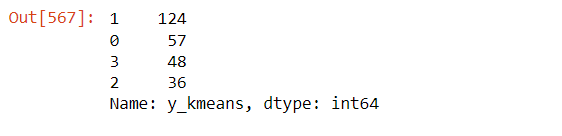 Out[567]: 1    124
0     57
3     48
2     36
Name: y_kmeans, dtype: int64